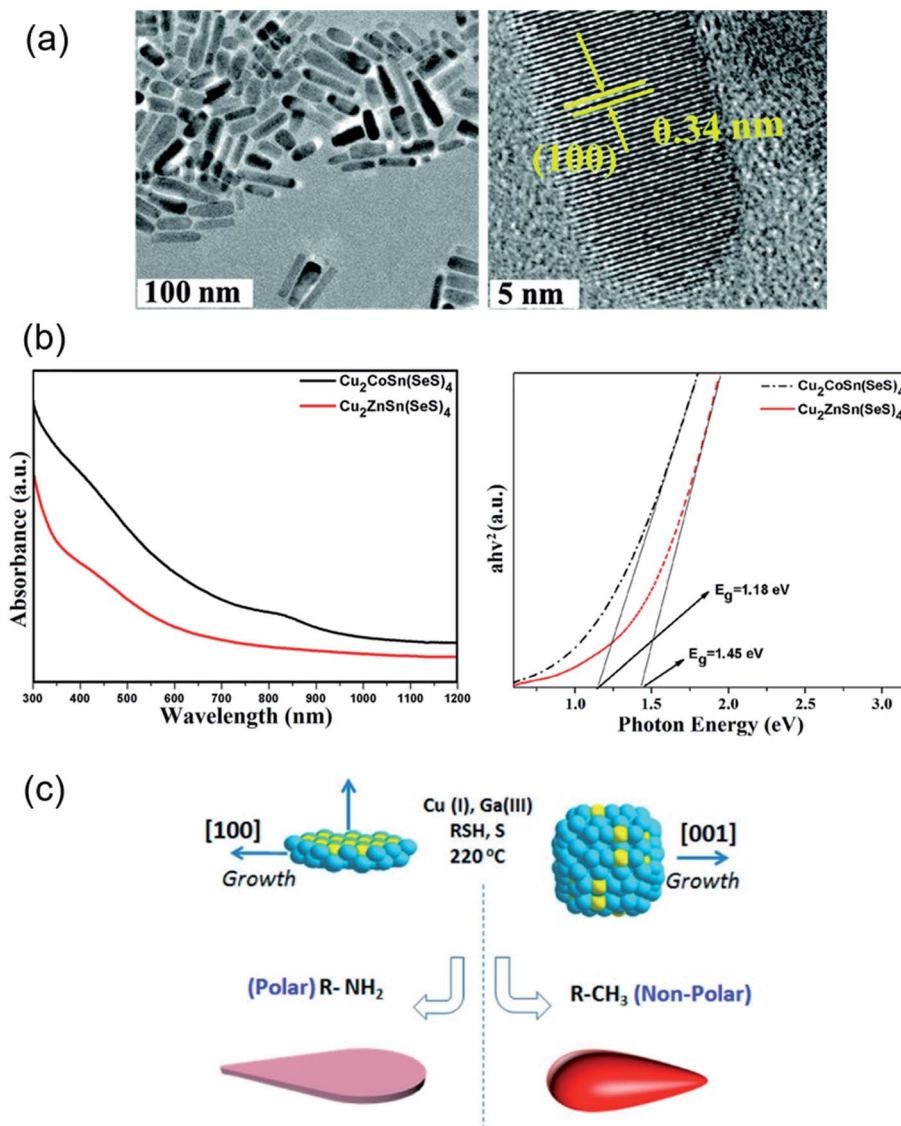 (a)
100 nm
(100)
0.34 nm
5 nm
(b)
Absorbance (a.u.)
Cu₂CoSn(SeS)₄
Cu₂ZnSn(SeS)₄
300 400 500 600 700 800 900 1000 1100 1200
Wavelength (nm)
ahν² (a.u.)
Cu₂CoSn(SeS)₄
Cu₂ZnSn(SeS)₄
E_g=1.18 eV
E_g=1.45 eV
1.0 1.5 2.0 2.5 3.0
Photon Energy (eV)
(c)
[100]
Growth
Cu (I), Ga(III)
RSH, S
220 °C
[001]
Growth
(Polar) R- NH₂
R-CH₃ (Non-Polar)